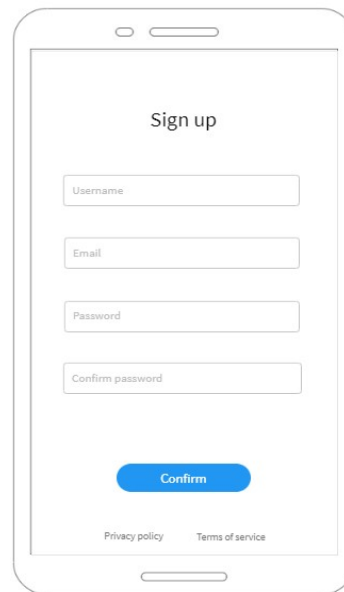 Sign up
Username
Email
Password
Confirm password
Confirm
Privacy policy Terms of service